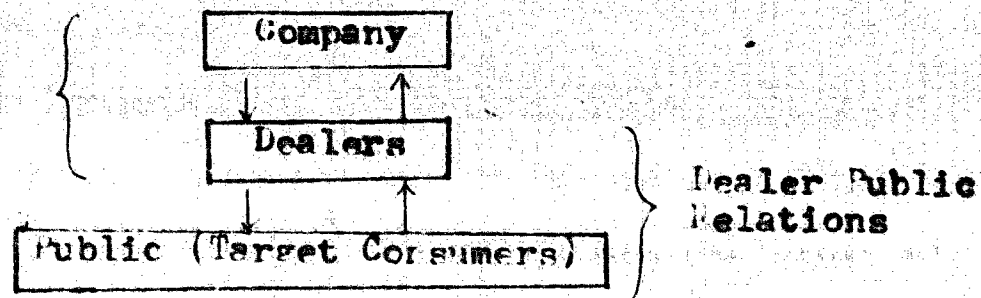 Company
Dealers
Public (Target Consumers)
Dealer Public
Relations